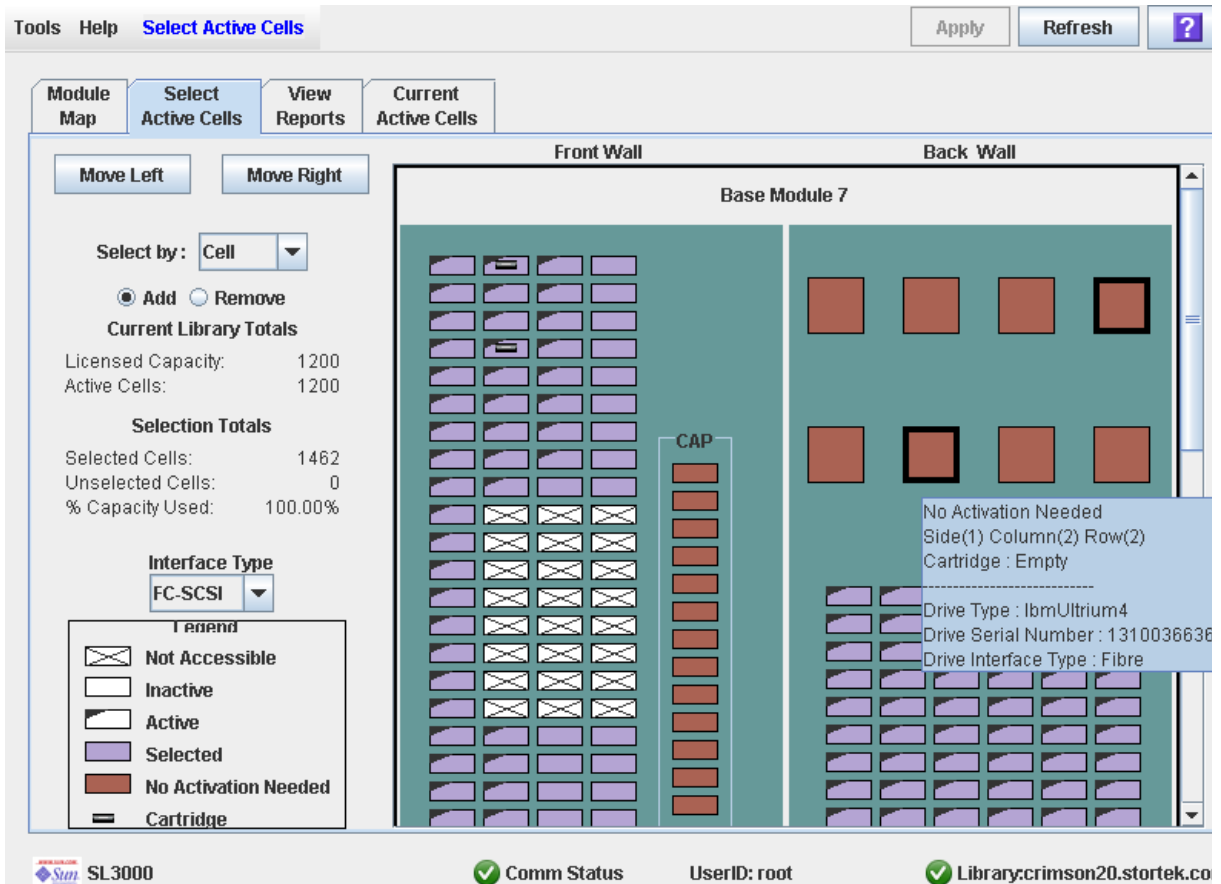 Tools Help Select Active Cells Apply Refresh ?
Module Map
Select Active Cells
View Reports
Current Active Cells
Move Left Move Right
Front Wall Back Wall
Base Module 7
Select by: Cell
Add Remove
Current Library Totals
Licensed Capacity: 1200
Active Cells: 1200
Selection Totals
Selected Cells: 1462
Unselected Cells: 0
% Capacity Used: 100.00%
Interface Type
FC-SCSI
Legend
Not Accessible
Inactive
Active
Selected
No Activation Needed
Cartridge
CAP
No Activation Needed
Side(1) Column(2) Row(2)
Cartridge : Empty
--------------------------
Drive Type : IbmUltrium4
Drive Serial Number : 1310036636
Drive Interface Type : Fibre
Sun SL3000 Comm Status UserID: root Library:crimson20.stortek.co